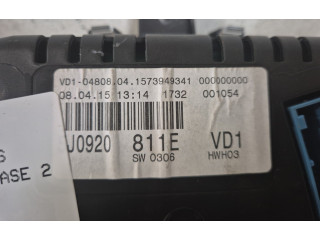 VD1-04808.04.1573949341 000000000
08.04.15 13:14 1732 001054
J0920 811E VD1
SW 0306 HWH03
S
ASE 2